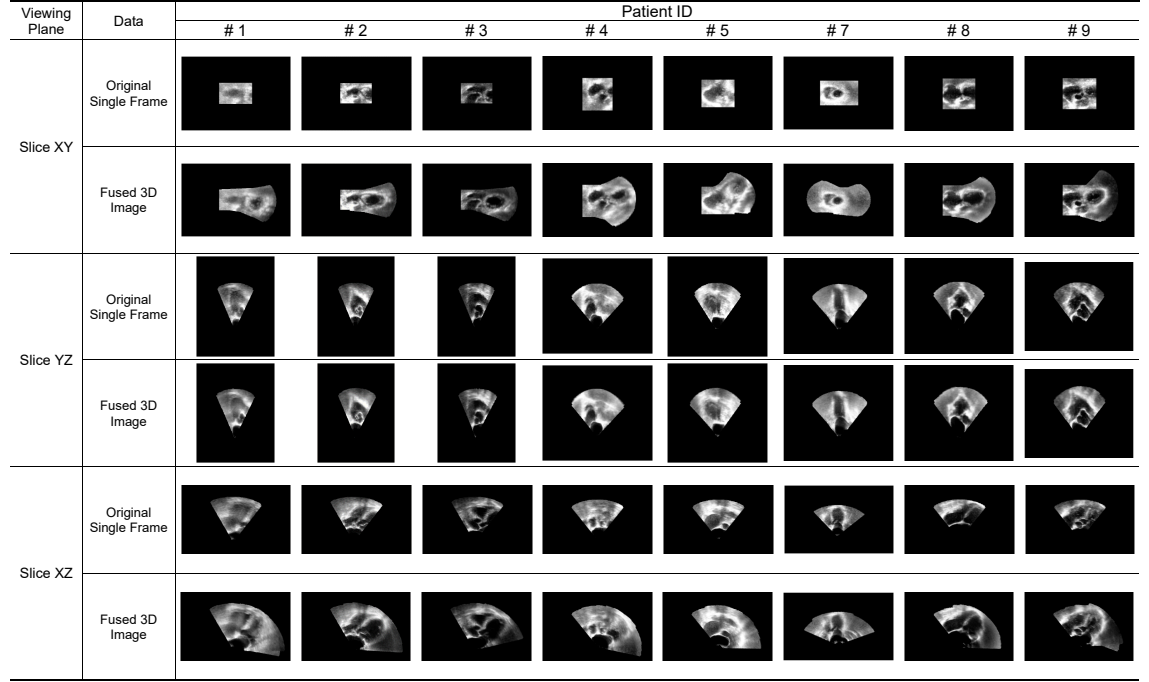 Viewing
Plane
Data
Patient ID
# 1
# 2
# 3
# 4
# 5
# 7
# 8
# 9
Slice XY
Original
Single Frame
Fused 3D
Image
Slice YZ
Original
Single Frame
Fused 3D
Image
Slice XZ
Original
Single Frame
Fused 3D
Image